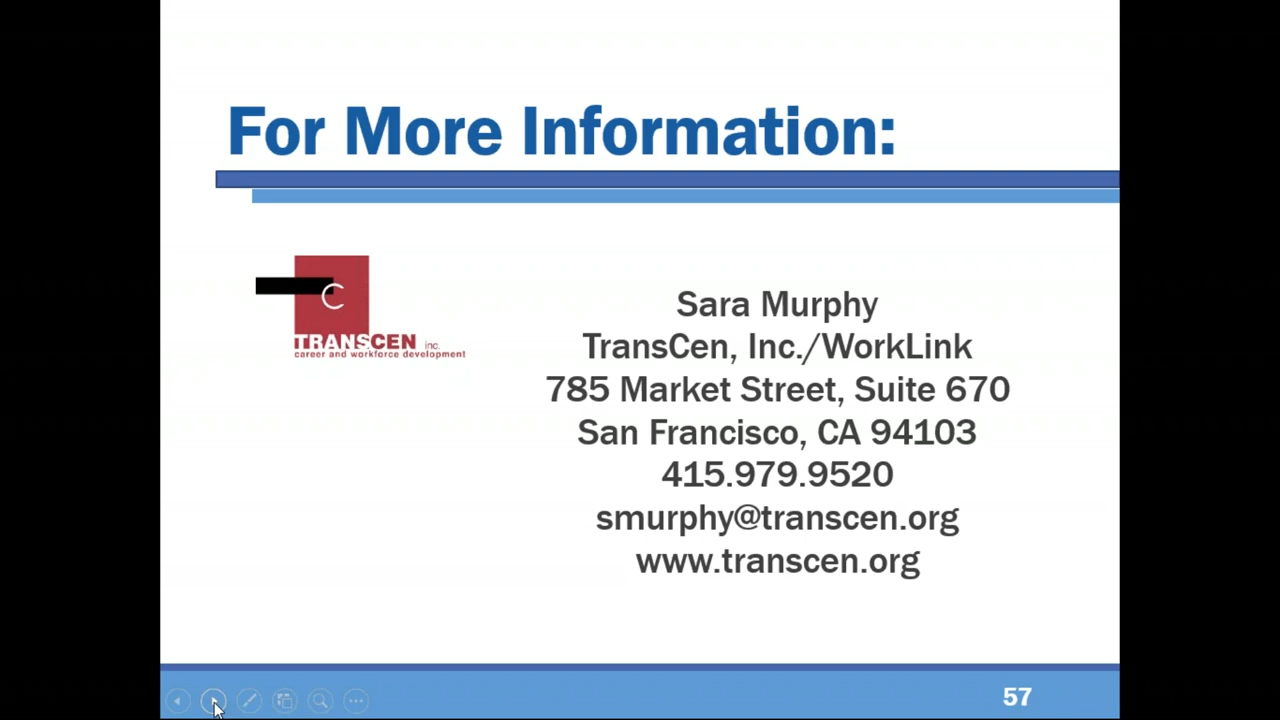 For More Information:
C
TRANSCEN inc.
career and workforce development
Sara Murphy
TransCen, Inc./WorkLink
785 Market Street, Suite 670
San Francisco, CA 94103
415.979.9520
smurphy@transcen.org
www.transcen.org
57